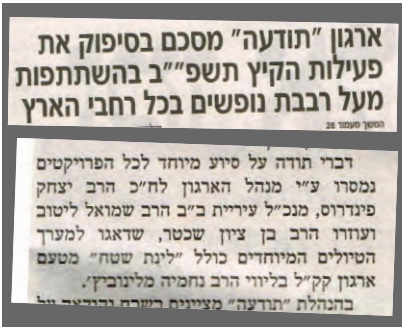 ארגון "תודעה" מסכם בסיפוק את
פעילות הקיץ תשפ""ב בהשתתפות
מעל רבבת נופשים בכל רחבי הארץ
המשך מעמוד 28
דברי תודה על סיוע מיוחד לכל הפרויקטים
נמסרו ע"י מנהל הארגון לח"כ הרב יצחק
פינדרוס, מנכ"ל עיריית ב"ב הרב שמואל ליטוב
ועוזרו הרב בן ציון שכטר, שדאגו למערך
הטיולים המיוחדים כולל "לינת שטח" מטעם
ארגון קק"ל בליווי הרב נחמיה מלינוביץ'.
בהנהלת "תודעה" מציינים